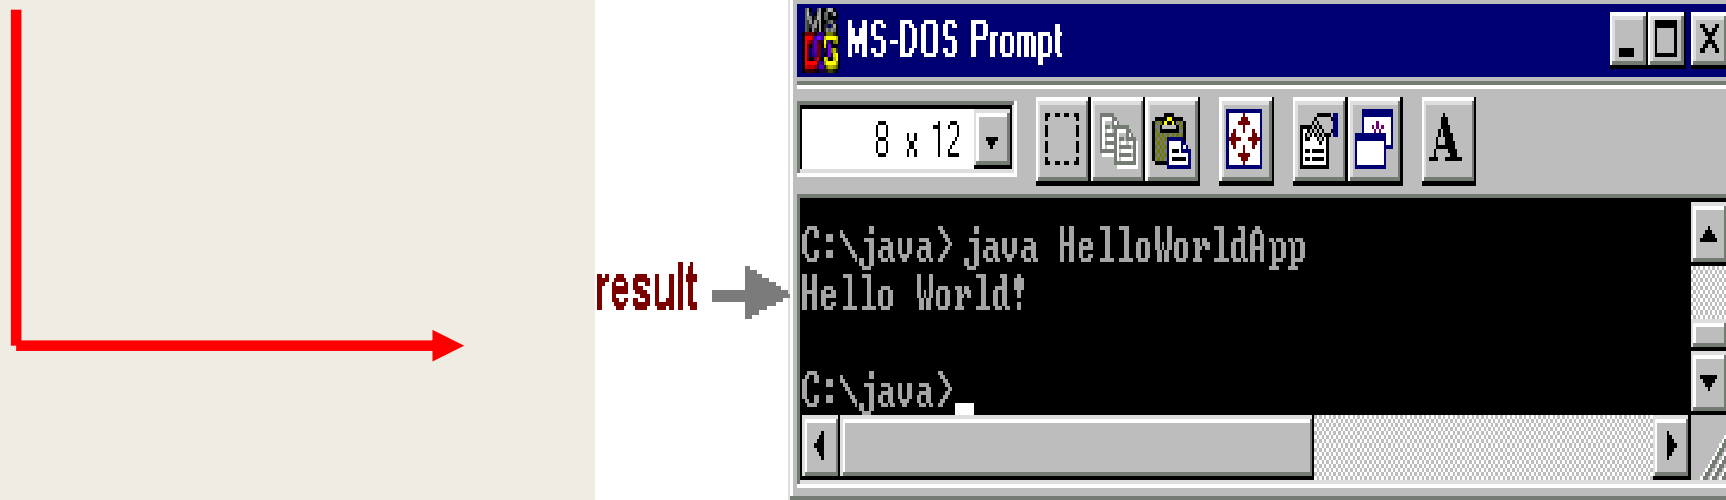 result
MS-DOS Prompt
8 x 12
A
C:\java>java HelloWorldApp
Hello World!
C:\java>